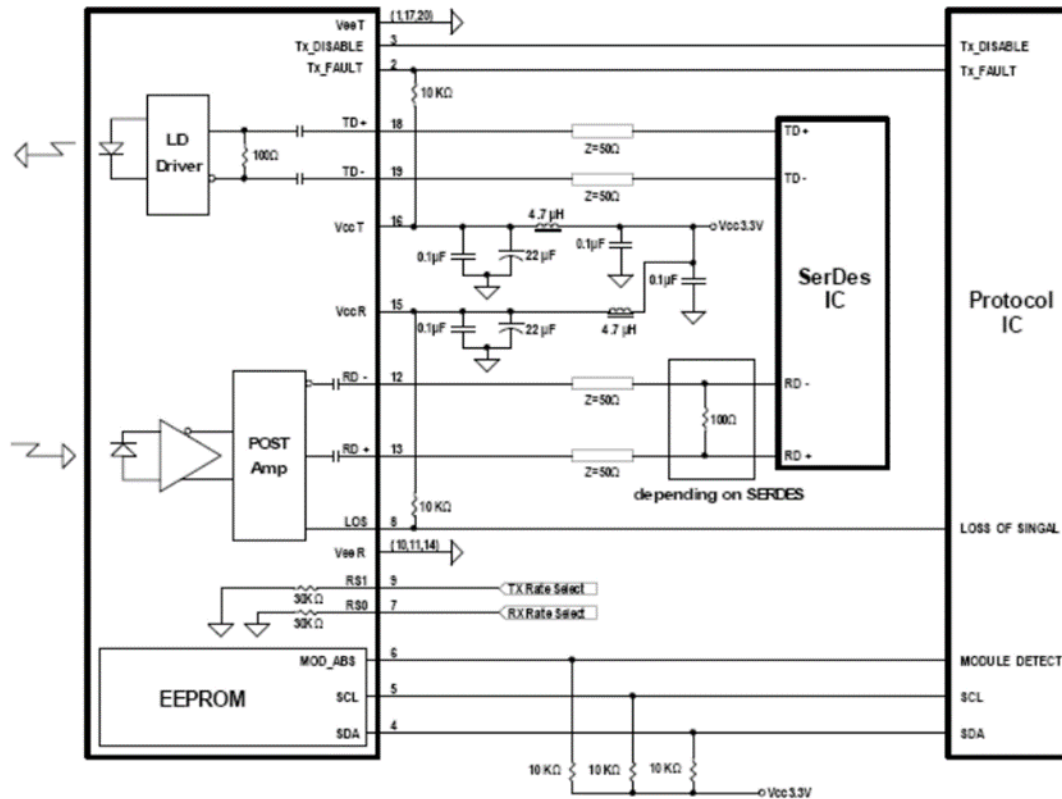 VeeT (1,17,20)
Tx_DISABLE 3 Tx_DISABLE
Tx_FAULT 2 Tx_FAULT
10 KΩ
LD
Driver
100Ω
TD+ 18 TD+
Z=50Ω
TD- 19 TD-
Z=50Ω
VccT 16
4.7 µH
Vcc3.3V
0.1µF
22 µF
0.1µF
0.1µF
SerDes
IC
Protocol
IC
VccR 15
0.1µF
22 µF
4.7 µH
RD - 12 RD -
Z=50Ω
100Ω
POST
Amp
RD + 13 RD +
Z=50Ω
depending on SERDES
10 KΩ
LOS 8 LOSS OF SINGAL
VeeR (10,11,14)
RS1 9 TX Rate Select
30KΩ
RS0 7 RX Rate Select
30KΩ
EEPROM
MOD_ABS 6 MODULE DETECT
SCL 5 SCL
SDA 4 SDA
10 KΩ 10 KΩ 10 KΩ
Vcc3.3V